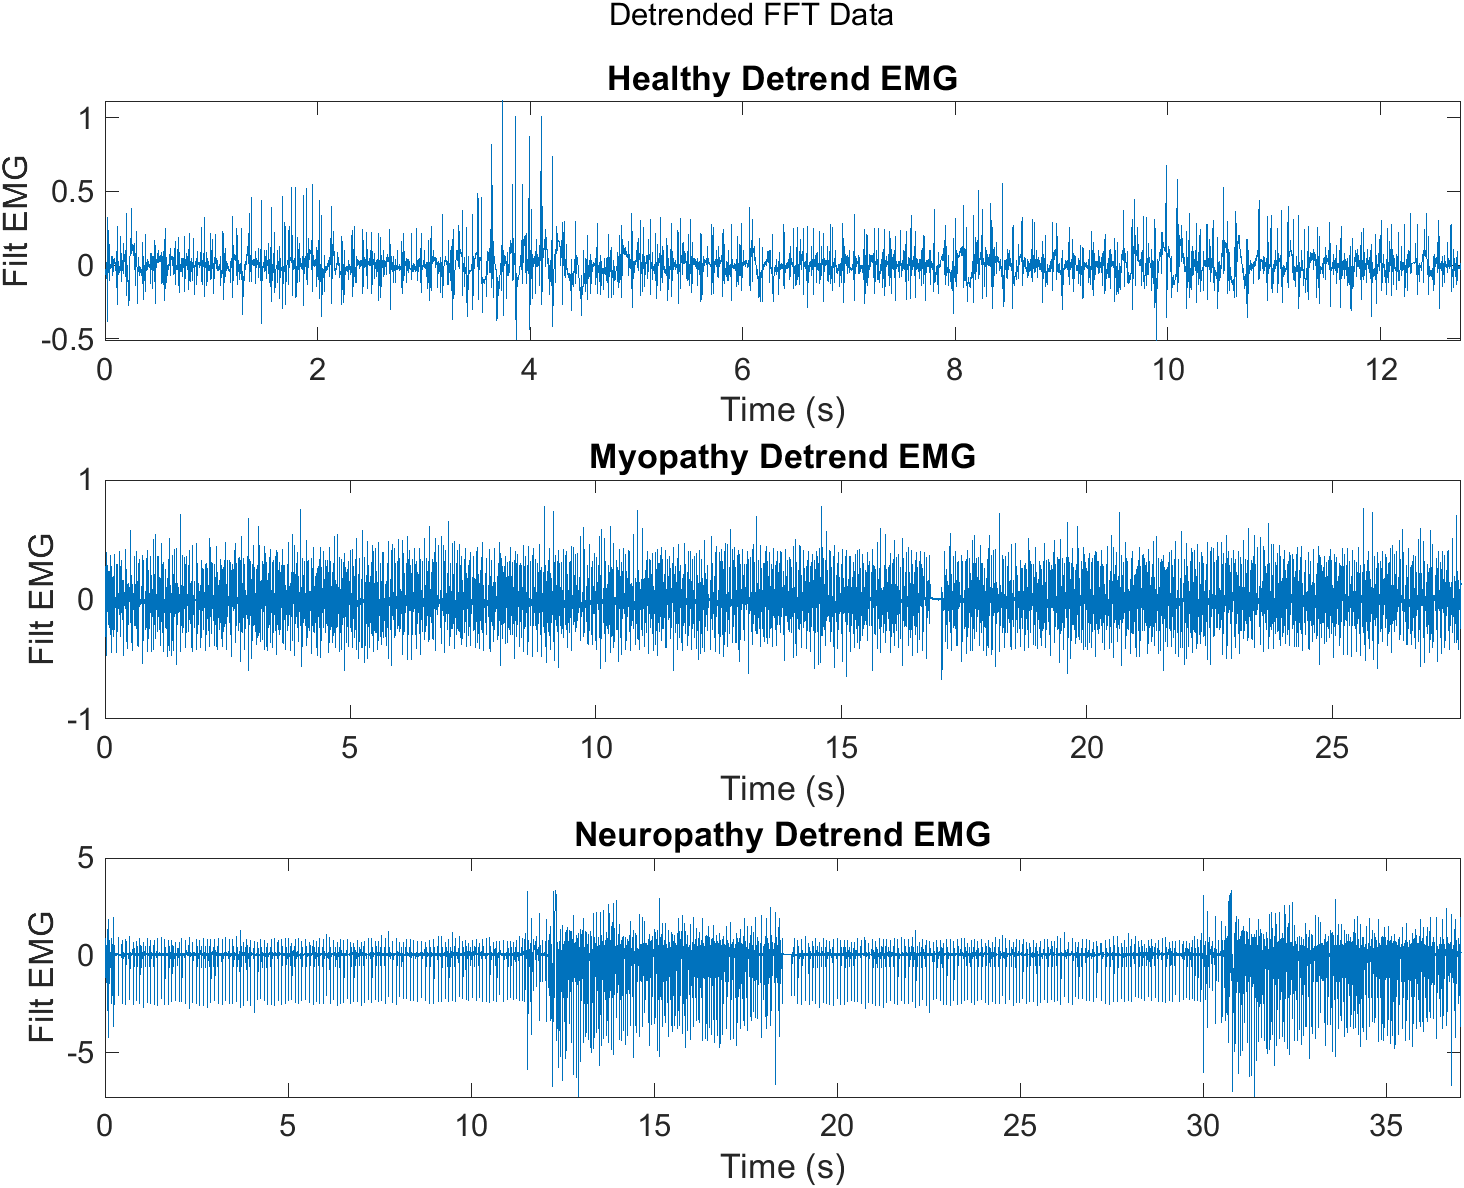 Detrended FFT Data
Healthy Detrend EMG
Filt EMG
1
0.5
0
-0.5
0 2 4 6 8 10 12
Time (s)
Myopathy Detrend EMG
Filt EMG
1
0
-1
0 5 10 15 20 25
Time (s)
Neuropathy Detrend EMG
Filt EMG
5
0
-5
0 5 10 15 20 25 30 35
Time (s)